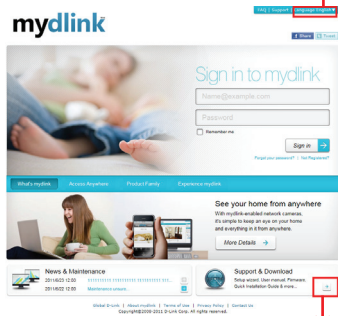 FAQ | Support | Language: English
mydlink
Share Tweet
Sign in to mydlink
Name@example.com
Password
Remember me
Sign in
Forgot your password? | Not Registered?
What's mydlink Access Anywhere Product Family Experience mydlink
See your home from anywhere
With mydlink-enabled network cameras,
it's simple to keep an eye on your home
and everything in it from anywhere.
More Details
News & Maintenance
2011/6/23 12:00
2011/6/22 12:00 Maintenance unsucc...
Support & Download
Setup wizard, User manual, Firmware
Quick Installation Guide & more...
Global D-Link | About mydlink | Terms of Use | Privacy Policy | Contact Us
Copyright©2008-2011 D-Link Corp. All rights reserved.